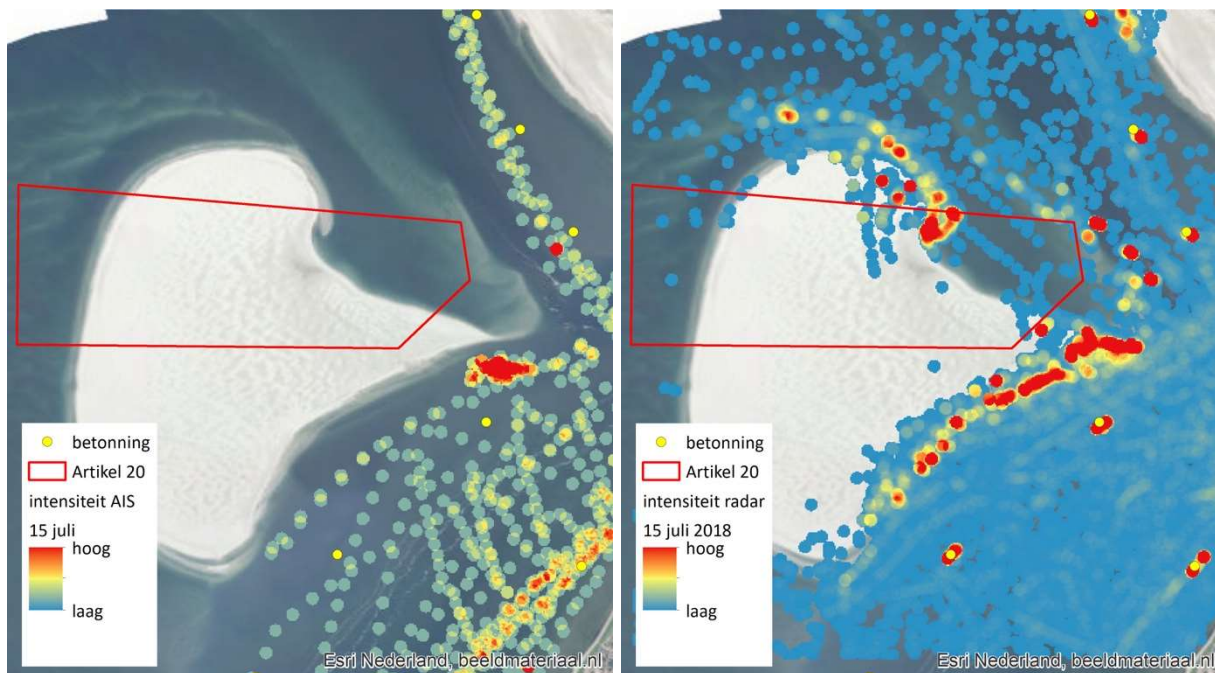 betonning
Artikel 20
intensiteit AIS
15 juli
hoog
laag
Esri Nederland, beeldmateriaal.nl
betonning
Artikel 20
intensiteit radar
15 juli 2018
hoog
laag
Esri Nederland, beeldmateriaal.nl